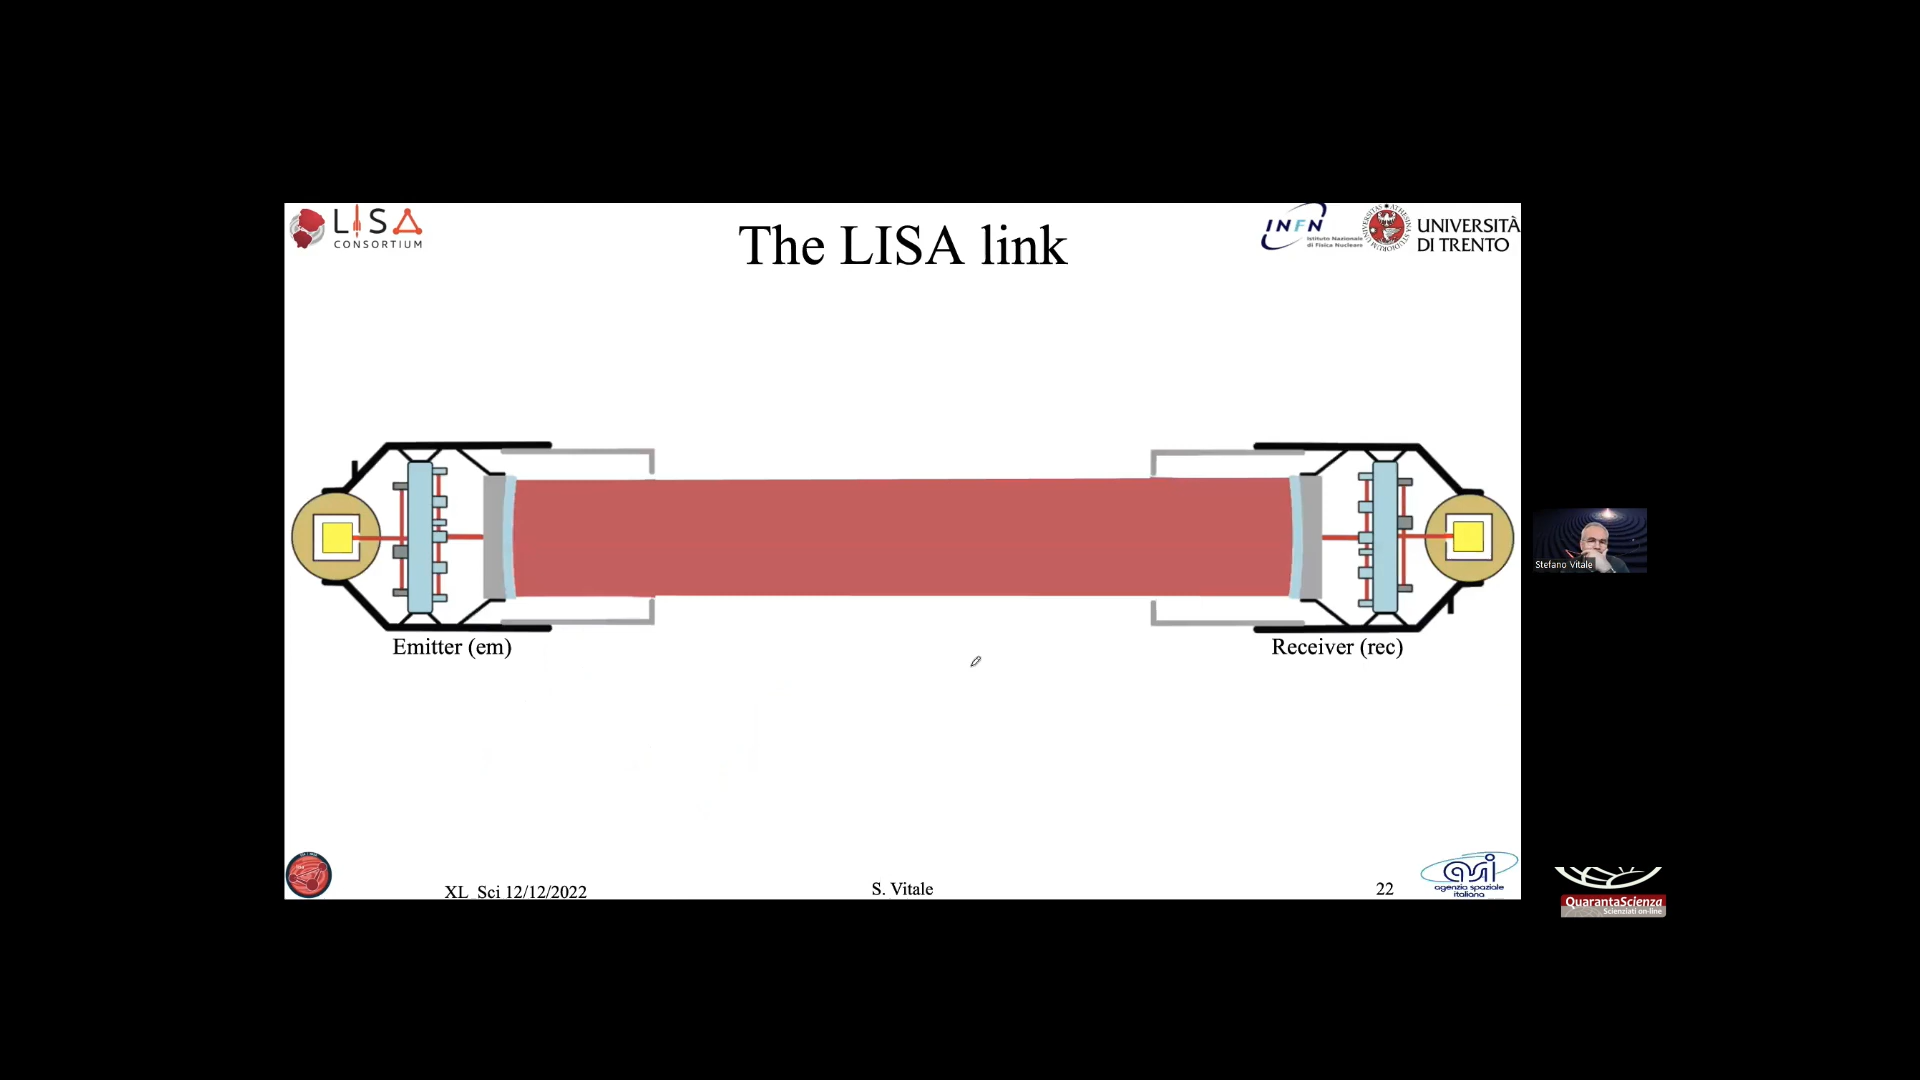 LISA
CONSORTIUM
The LISA link
INFN
Istituto Nazionale
di Fisica Nucleare
UNIVERSITÀ
DI TRENTO
Emitter (em)
Receiver (rec)
Stefano Vitale
XL_Sci 12/12/2022
S. Vitale
22
asi
agenzia spaziale
italiana
QuarantaScienza
Scienziati on-line